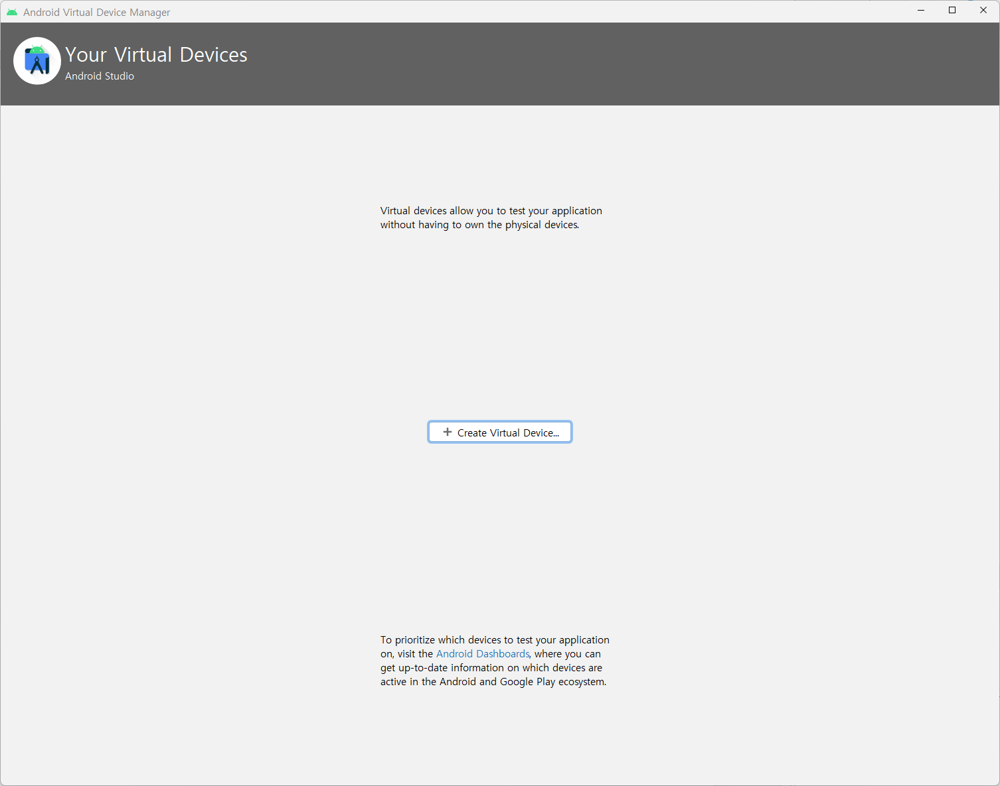 Android Virtual Device Manager
Your Virtual Devices
Android Studio
Virtual devices allow you to test your application
without having to own the physical devices.
Create Virtual Device...
To prioritize which devices to test your application
on, visit the Android Dashboards, where you can
get up-to-date information on which devices are
active in the Android and Google Play ecosystem.